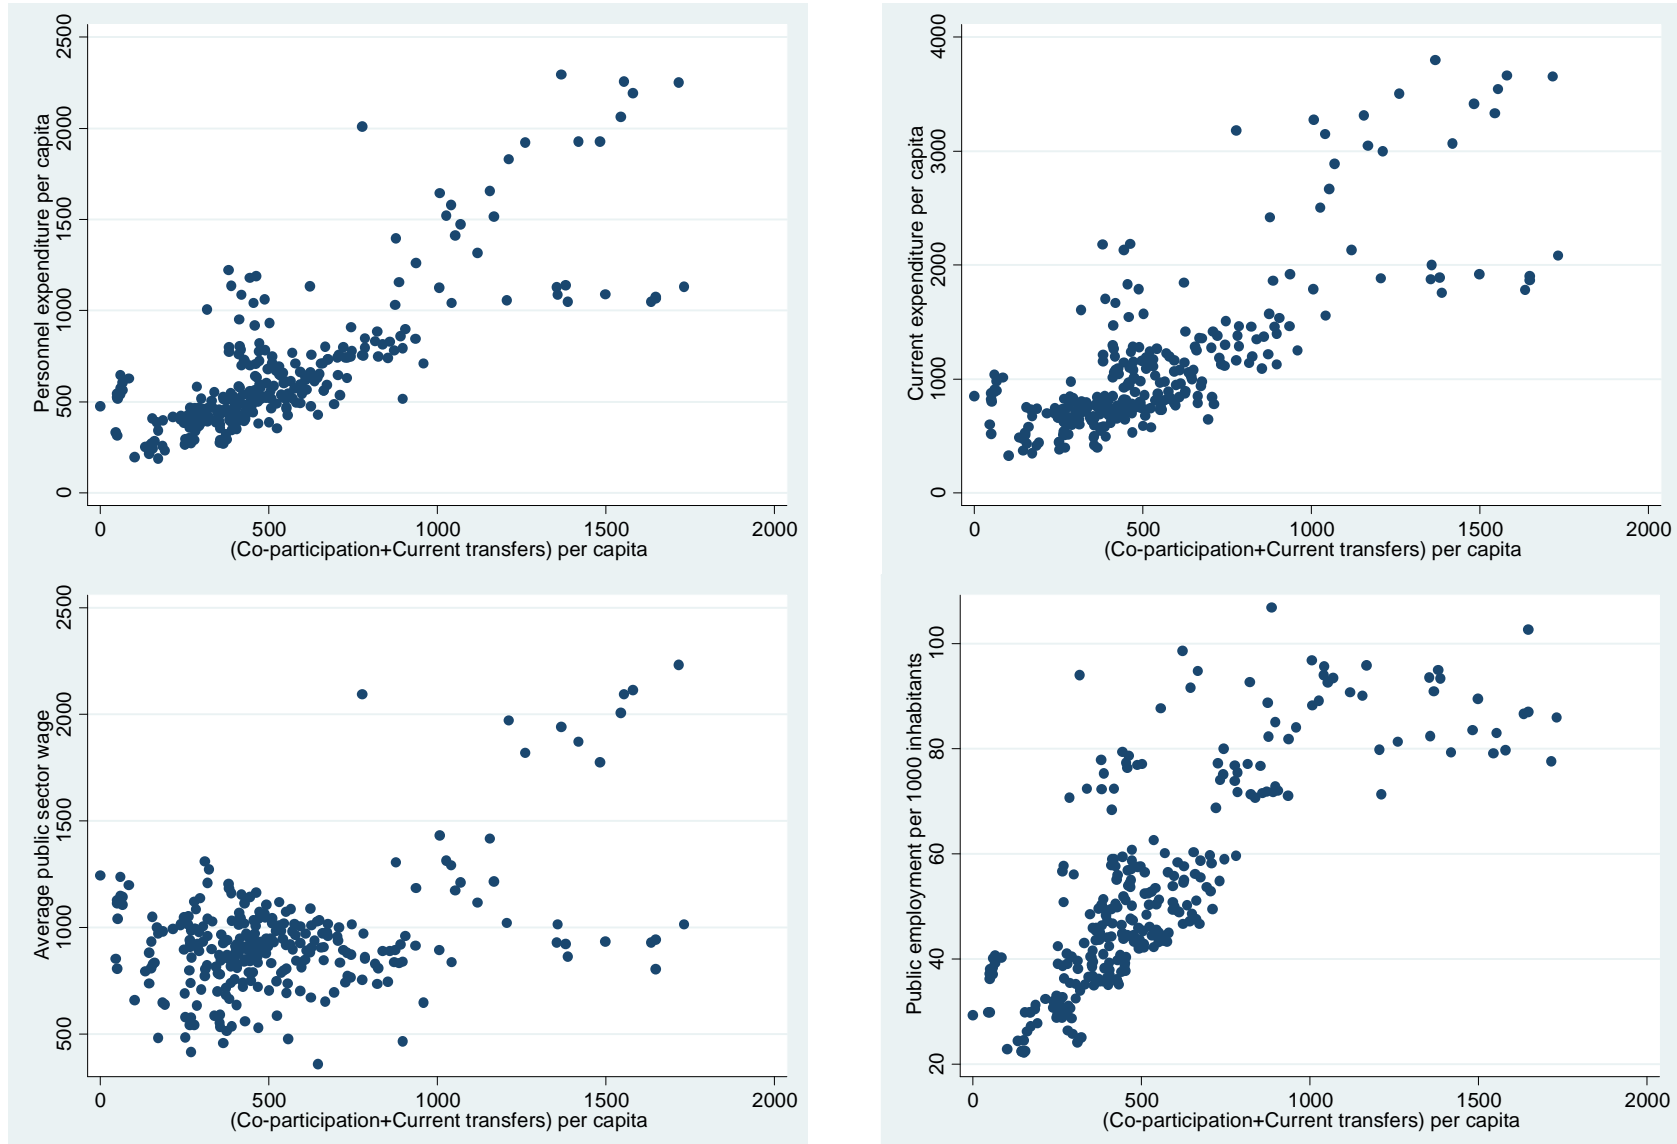 Personnel expenditure per capita
2500
2000
1500
1000
500
0
0 500 1000 1500 2000
(Co-participation+Current transfers) per capita
Current expenditure per capita
4000
3000
2000
1000
0
0 500 1000 1500 2000
(Co-participation+Current transfers) per capita
Average public sector wage
2500
2000
1500
1000
500
0 500 1000 1500 2000
(Co-participation+Current transfers) per capita
Public employment per 1000 inhabitants
100
80
60
40
20
0 500 1000 1500 2000
(Co-participation+Current transfers) per capita